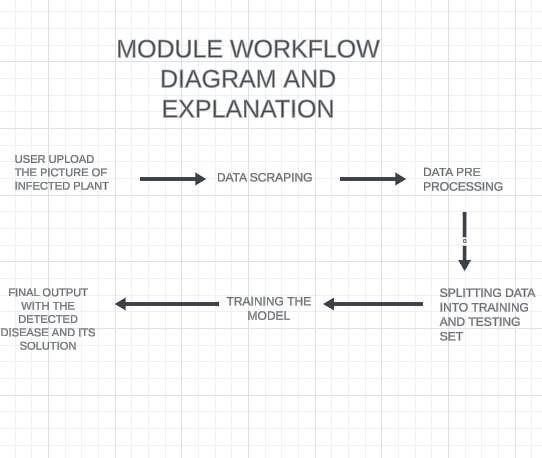 MODULE WORKFLOW
DIAGRAM AND
EXPLANATION
USER UPLOAD
THE PICTURE OF
INFECTED PLANT
DATA SCRAPING
DATA PRE
PROCESSING
SPLITTING DATA
INTO TRAINING
AND TESTING
SET
TRAINING THE
MODEL
FINAL OUTPUT
WITH THE
DETECTED
DISEASE AND ITS
SOLUTION